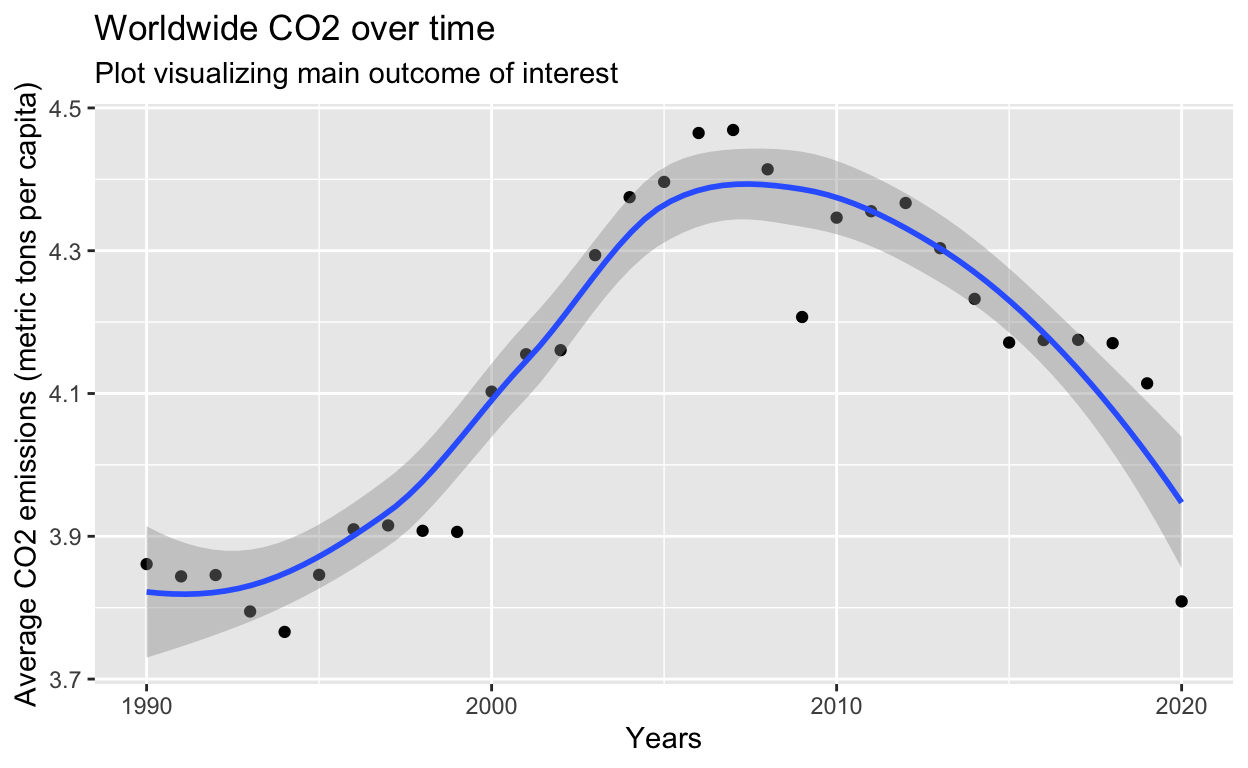 Worldwide CO2 over time
Plot visualizing main outcome of interest
Average CO2 emissions (metric tons per capita)
4.5
4.3
4.1
3.9
3.7
1990 2000 2010 2020
Years